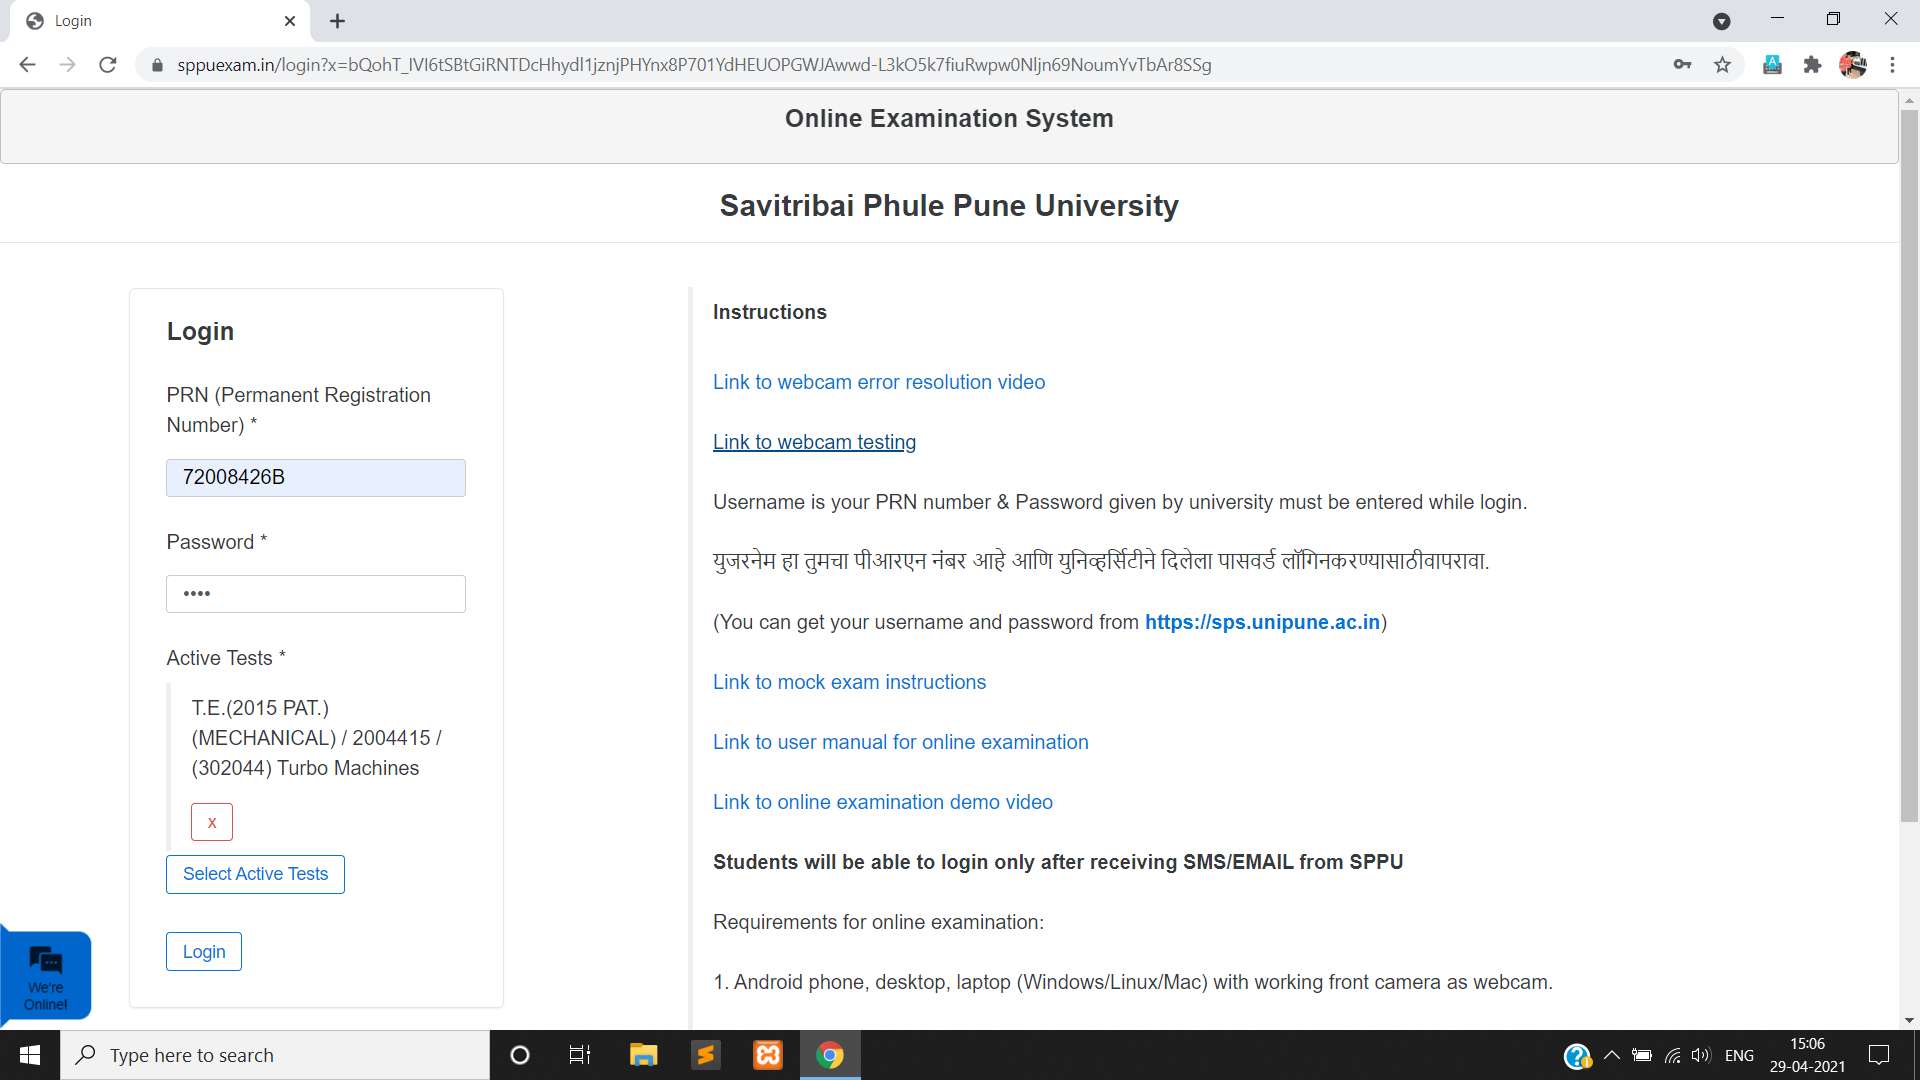 Login
sppuexam.in/login?x=bQohT_IVI6tSBtGiRNTDcHhydl1jznjPHYnx8P701YdHEUOPGWJAwwd-L3kO5k7fiuRwpw0Nljn69NoumYvTbAr8SSg
Online Examination System
Savitribai Phule Pune University
Login
PRN (Permanent Registration
Number) *
72008426B
Password *
••••
Active Tests *
T.E.(2015 PAT.)
(MECHANICAL) / 2004415 /
(302044) Turbo Machines
x
Select Active Tests
Login
We're
Online!
Instructions
Link to webcam error resolution video
Link to webcam testing
Username is your PRN number & Password given by university must be entered while login.
युजरनेम हा तुमचा पीआरएन नंबर आहे आणि युनिव्हर्सिटीने दिलेला पासवर्ड लॉगिनकरण्यासाठीवापरावा.
(You can get your username and password from https://sps.unipune.ac.in)
Link to mock exam instructions
Link to user manual for online examination
Link to online examination demo video
Students will be able to login only after receiving SMS/EMAIL from SPPU
Requirements for online examination:
1. Android phone, desktop, laptop (Windows/Linux/Mac) with working front camera as webcam.
Type here to search
ENG
15:06
29-04-2021